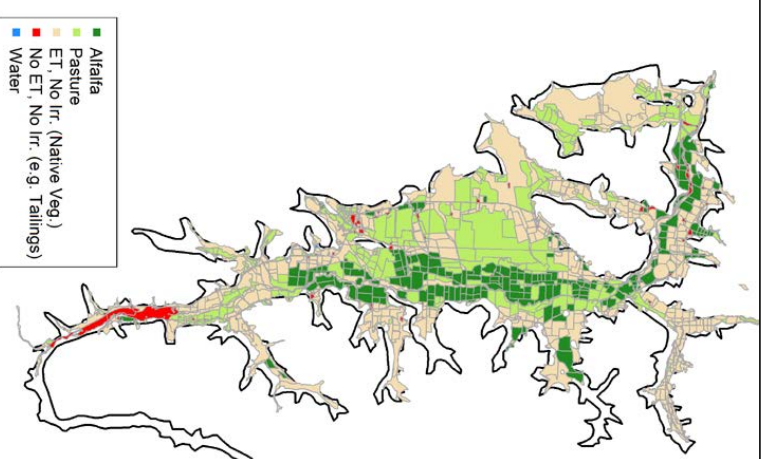 Alfalfa
Pasture
ET, No Irr. (Native Veg.)
No ET, No Irr. (e.g. Tailings)
Water